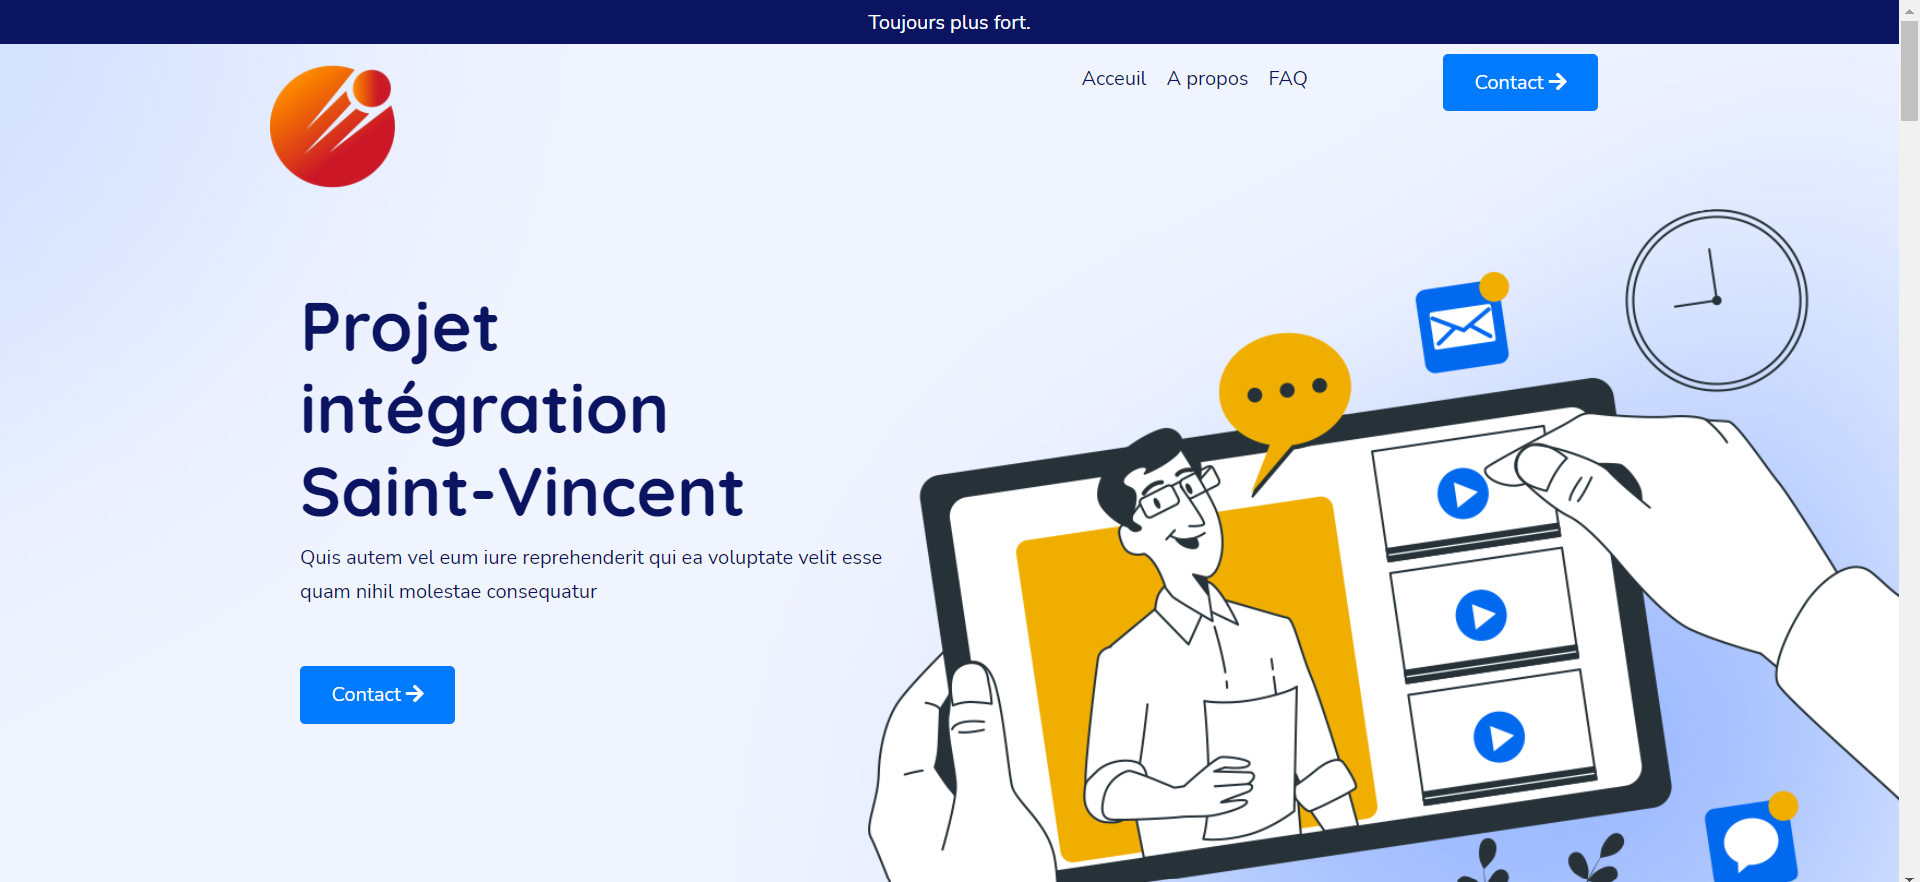 Toujours plus fort.
Acceuil A propos FAQ
Contact
Projet
intégration
Saint-Vincent
Quis autem vel eum iure reprehenderit qui ea voluptate velit esse
quam nihil molestae consequatur
Contact